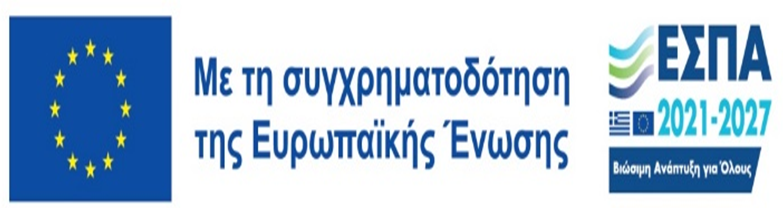 Με τη συγχρηματοδότηση
της Ευρωπαϊκής Ένωσης
ΕΣΠΑ
2021-2027
Βιώσιμη Ανάπτυξη για Όλους